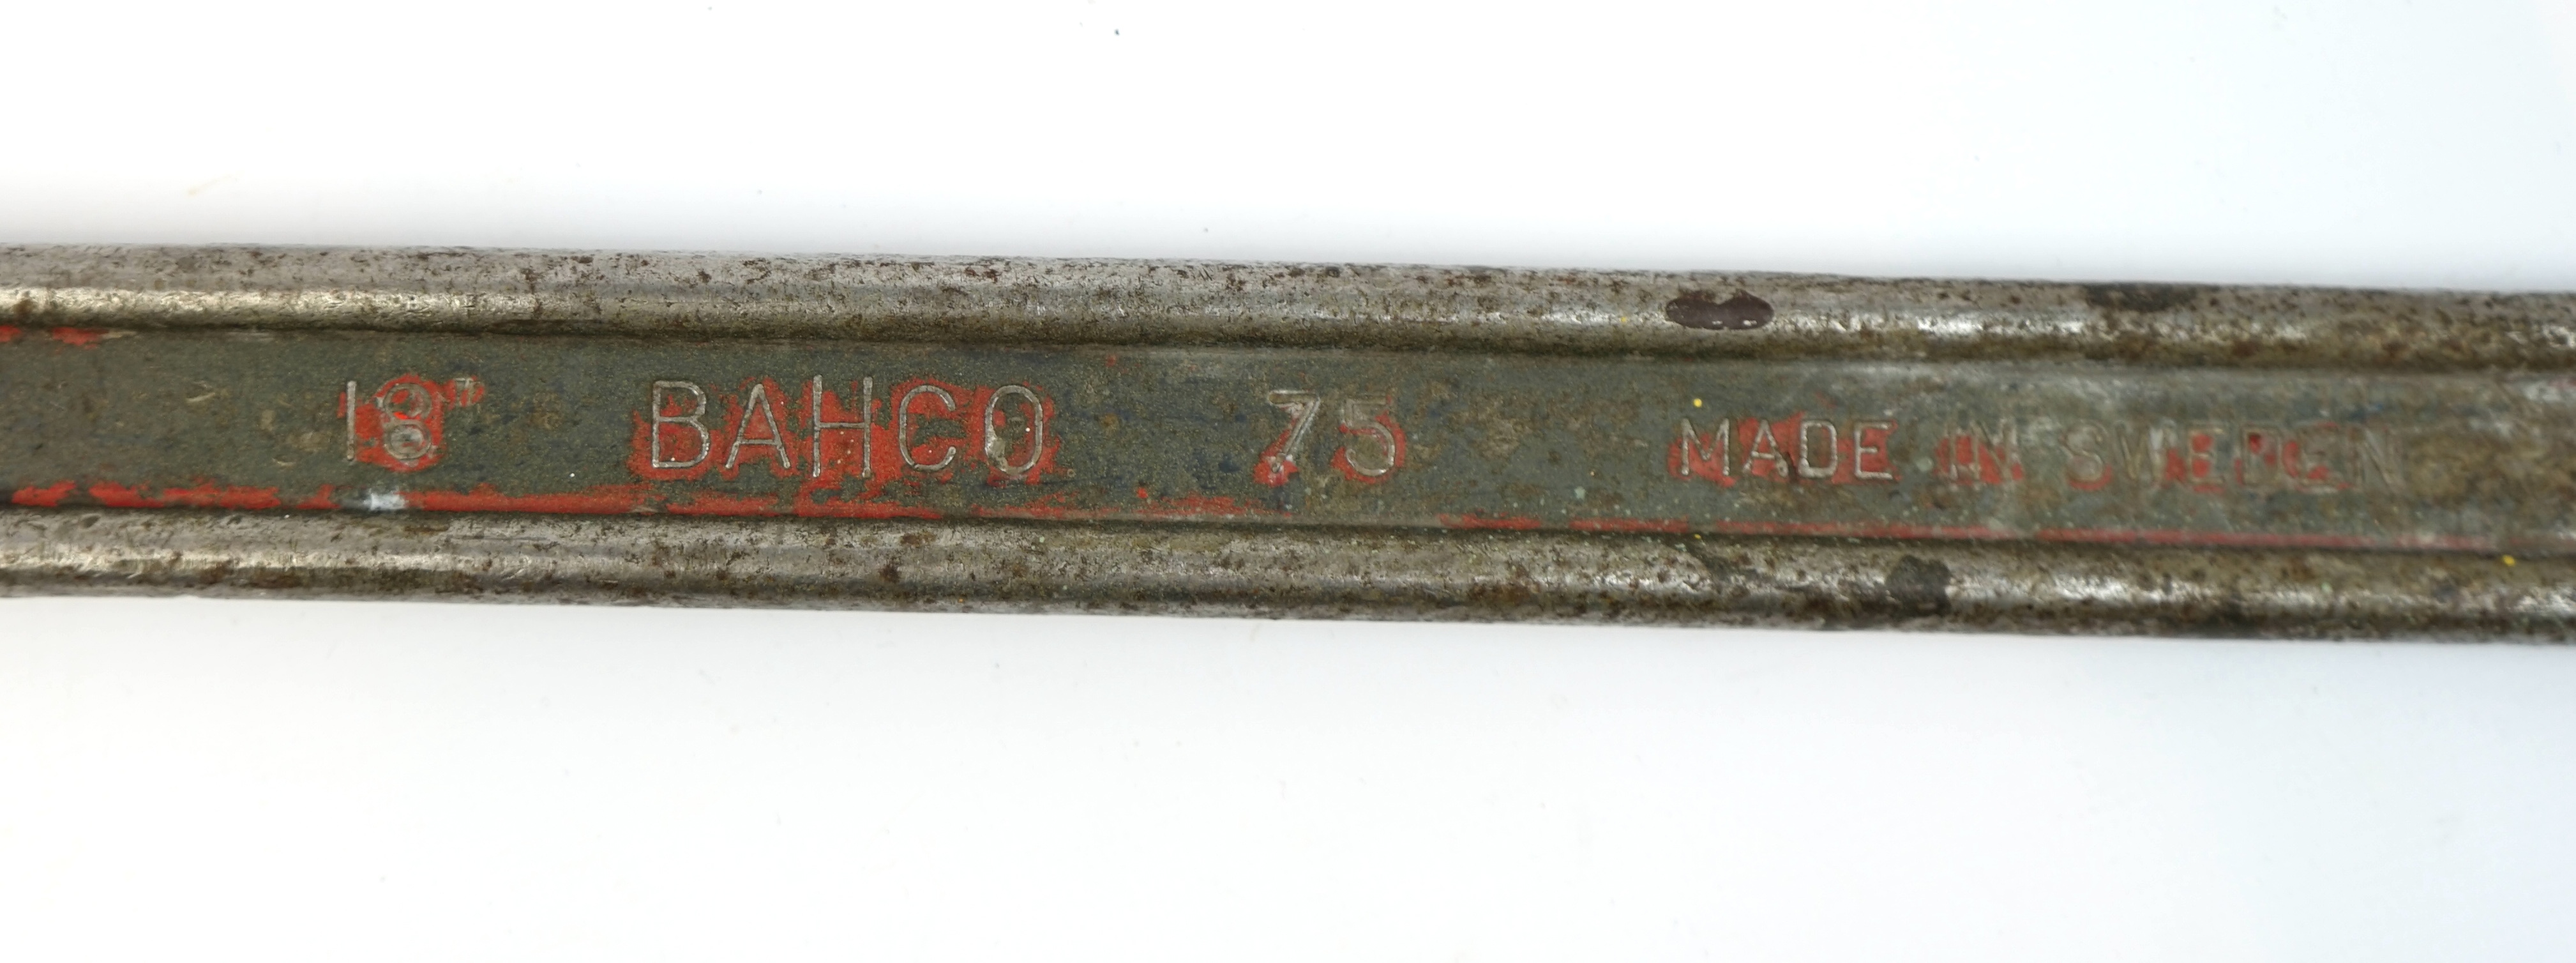 18" BAHCO 75 MADE IN SWEDEN